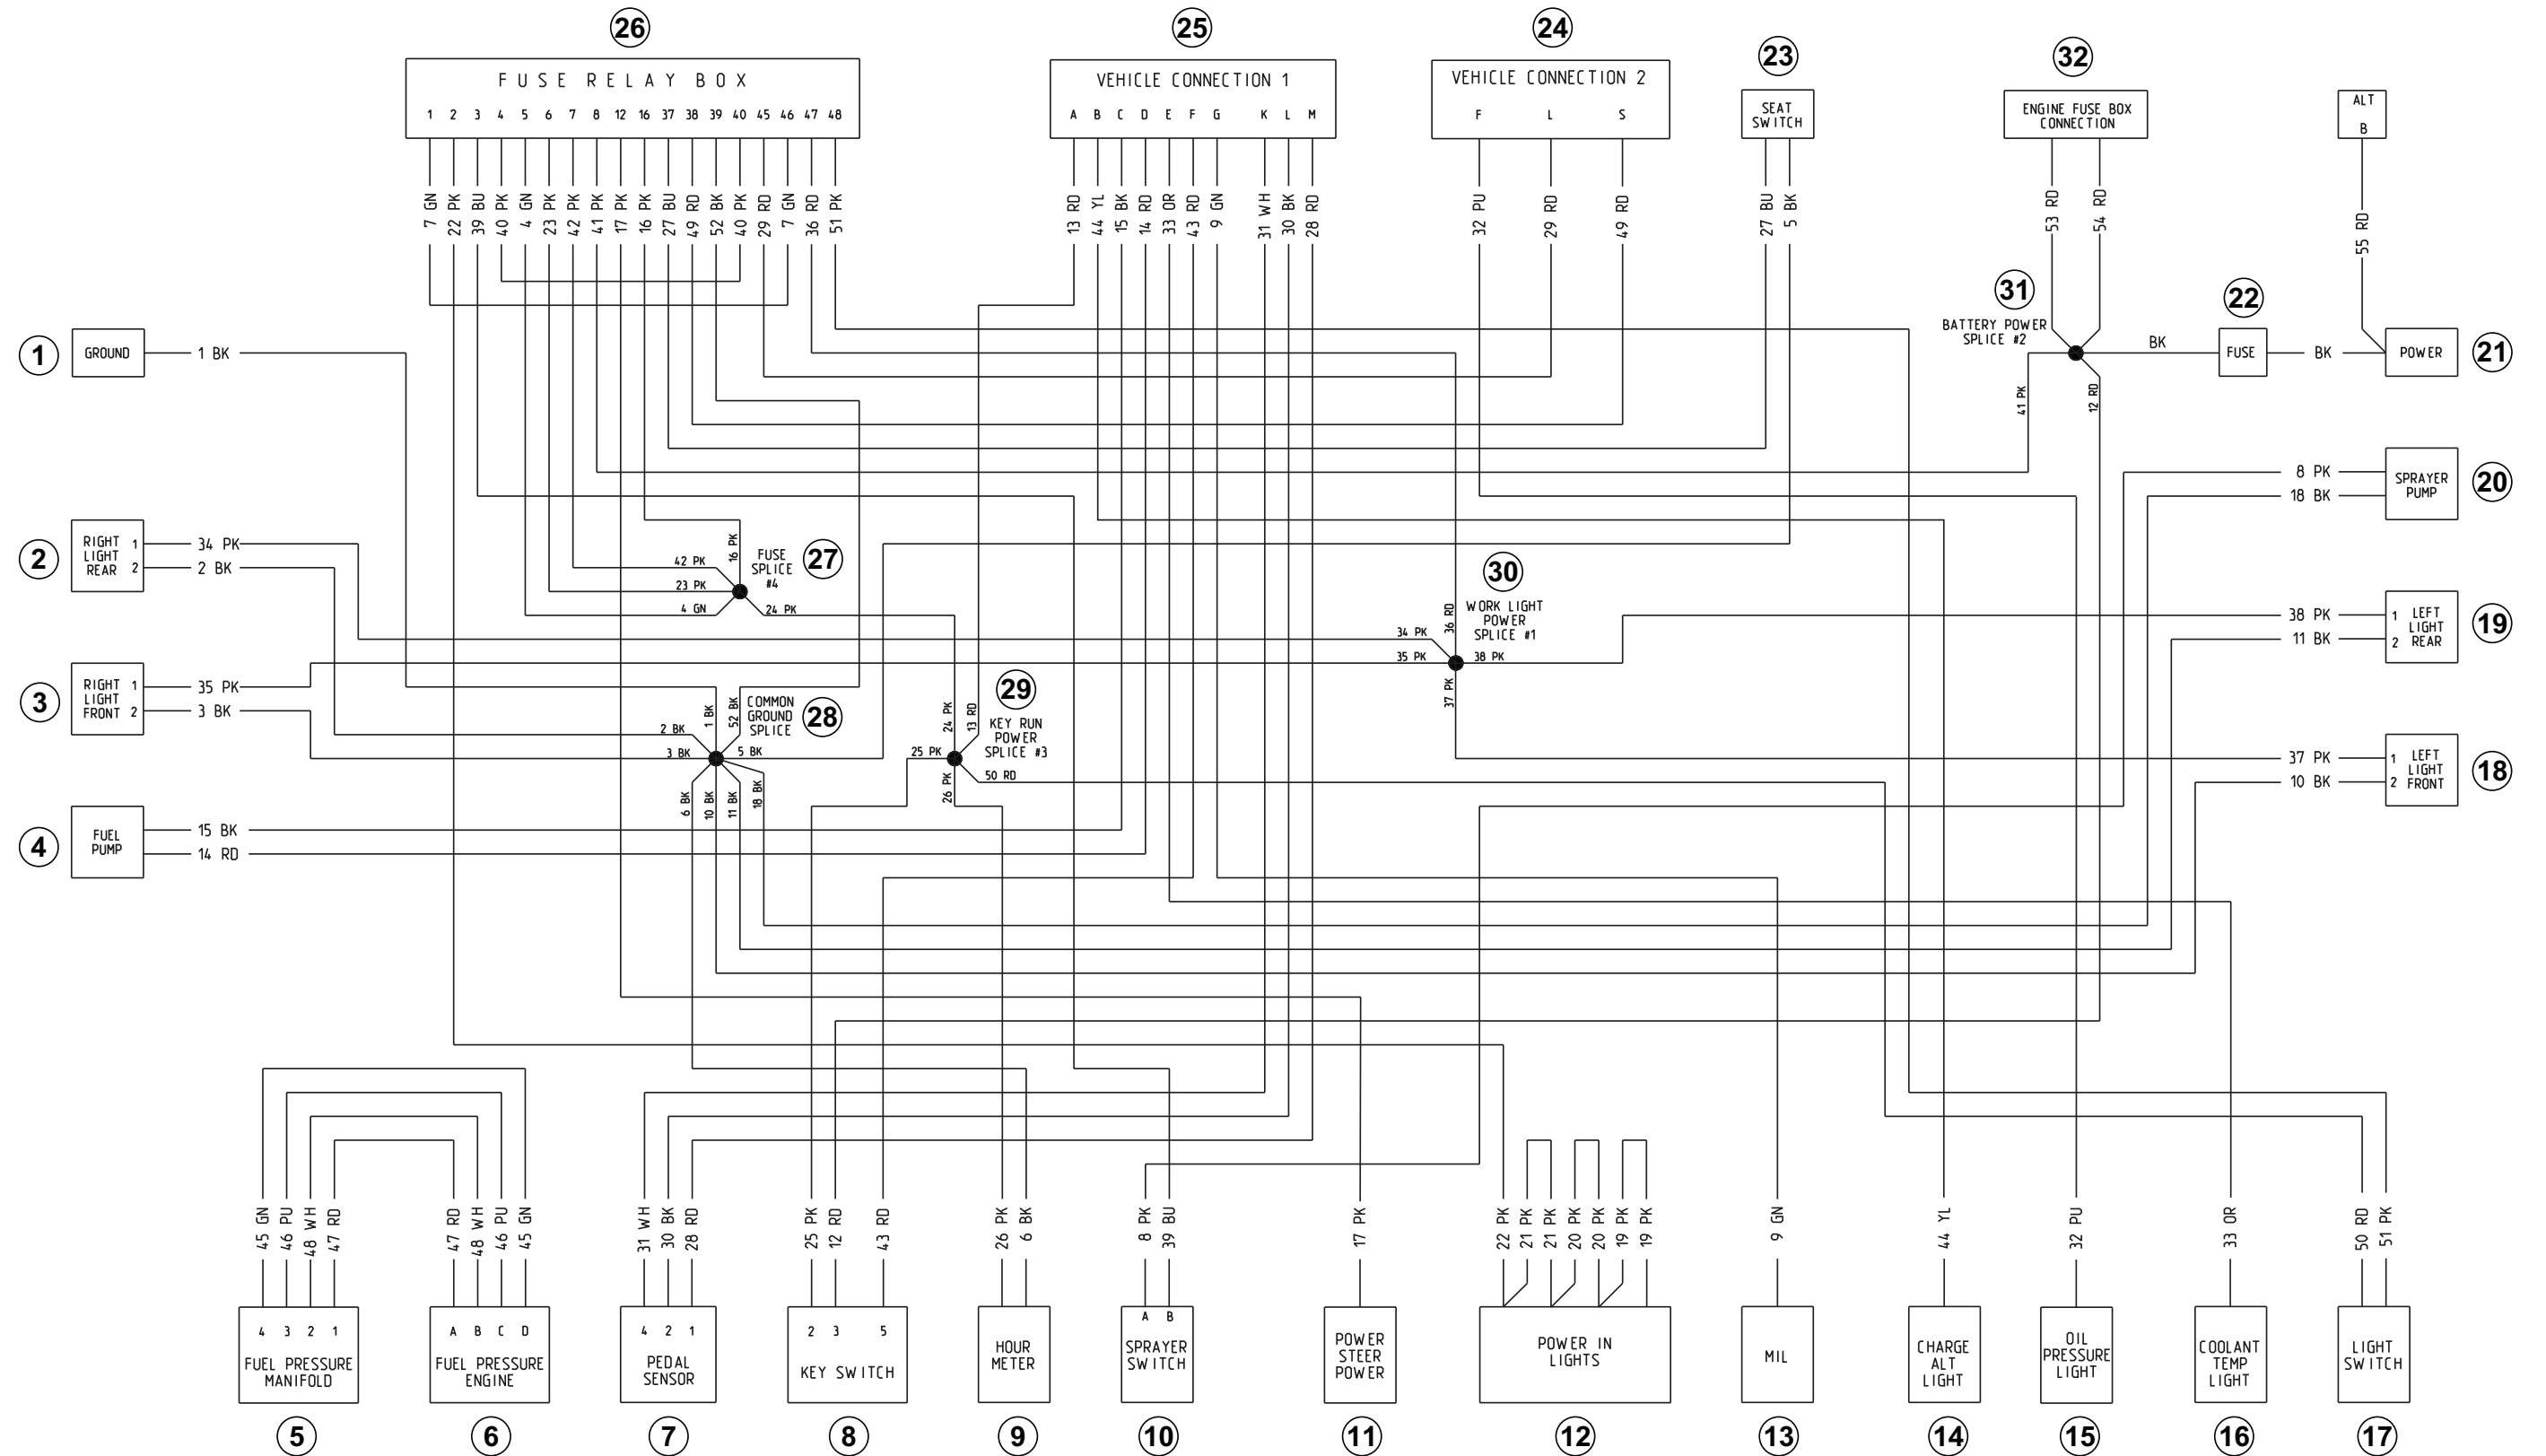 26
25
24
23
32
FUSE RELAY BOX
1 2 3 4 5 6 7 8 12 16 37 38 39 40 45 46 47 48
VEHICLE CONNECTION 1
A B C D E F G K L M
VEHICLE CONNECTION 2
F L S
SEAT
SWITCH
ENGINE FUSE BOX
CONNECTION
ALT
B
7 GN
22 PK
39 BU
40 PK
4 GN
23 PK
42 PK
41 PK
17 PK
16 PK
27 BU
49 RD
52 BK
40 PK
29 RD
7 GN
36 RD
51 PK
13 RD
44 YL
15 BK
14 RD
33 OR
43 RD
9 GN
31 WH
30 BK
28 RD
32 PU
29 RD
49 RD
27 BU
5 BK
53 RD
54 RD
55 RD
31
BATTERY POWER
SPLICE #2
22
1
GROUND
1 BK
BK
FUSE
BK
POWER
21
41 PK
12 RD
8 PK
18 BK
SPRAYER
PUMP
20
2
RIGHT
LIGHT
REAR
1
2
34 PK
2 BK
16 PK
42 PK
23 PK
4 GN
24 PK
FUSE
SPLICE
#4
27
30
WORK LIGHT
POWER
SPLICE #1
36 RD
34 PK
35 PK
38 PK
37 PK
38 PK
11 BK
1
2
LEFT
LIGHT
REAR
19
3
RIGHT
LIGHT
FRONT
1
2
35 PK
3 BK
1 BK
52 BK
COMMON
GROUND
SPLICE
28
2 BK
3 BK
5 BK
6 BK
10 BK
11 BK
18 BK
29
KEY RUN
POWER
SPLICE #3
24 PK
13 RD
25 PK
26 PK
50 RD
37 PK
10 BK
1
2
LEFT
LIGHT
FRONT
18
4
FUEL
PUMP
15 BK
14 RD
45 GN
46 PU
48 WH
47 RD
47 RD
48 WH
46 PU
45 GN
31 WH
30 BK
28 RD
25 PK
12 RD
43 RD
26 PK
6 BK
8 PK
39 BU
17 PK
22 PK
21 PK
21 PK
20 PK
20 PK
19 PK
19 PK
9 GN
44 YL
32 PU
33 OR
50 RD
51 PK
4 3 2 1
FUEL PRESSURE
MANIFOLD
A B C D
FUEL PRESSURE
ENGINE
4 2 1
PEDAL
SENSOR
2 3 5
KEY SWITCH
HOUR
METER
A B
SPRAYER
SWITCH
POWER
STEER
POWER
POWER IN
LIGHTS
MIL
CHARGE
ALT
LIGHT
OIL
PRESSURE
LIGHT
COOLANT
TEMP
LIGHT
LIGHT
SWITCH
5
6
7
8
9
10
11
12
13
14
15
16
17